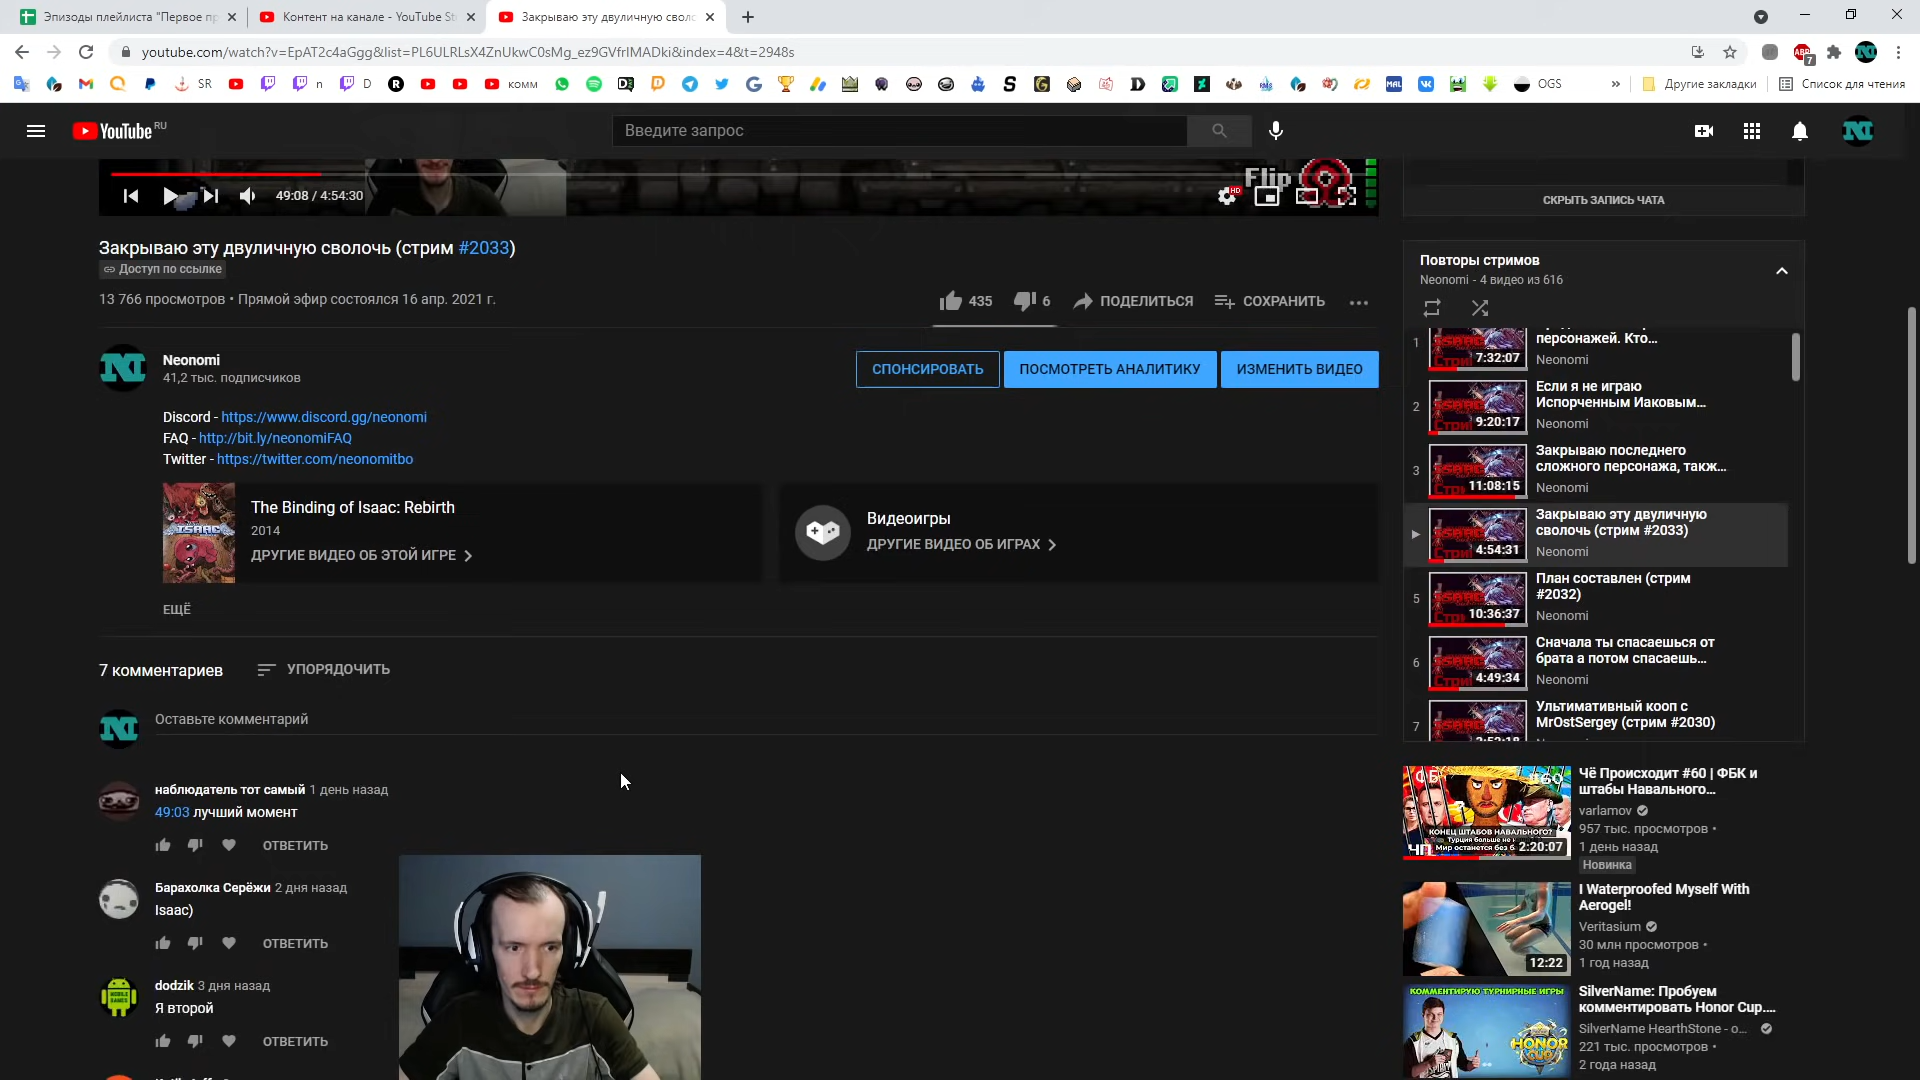 Эпизоды плейлиста "Первое пр
Контент на канале - YouTube St
Закрываю эту двуличную свол
youtube.com/watch?v=EpAT2c4aGgg&list=PL6ULRLsX4ZnUkwC0sMg_ez9GVfrIMADki&index=4&t=2948s
SR
n
D
комм
OGS
Другие закладки
Список для чтения
YouTube RU
Введите запрос
Flip
49:08 / 4:54:30
HD
СКРЫТЬ ЗАПИСЬ ЧАТА
Закрываю эту двуличную сволочь (стрим #2033)
Доступ по ссылке
13 766 просмотров • Прямой эфир состоялся 16 апр. 2021 г.
435
6
ПОДЕЛИТЬСЯ
СОХРАНИТЬ
Neonomi
41,2 тыс. подписчиков
СПОНСИРОВАТЬ
ПОСМОТРЕТЬ АНАЛИТИКУ
ИЗМЕНИТЬ ВИДЕО
Discord - https://www.discord.gg/neonomi
FAQ - http://bit.ly/neonomiFAQ
Twitter - https://twitter.com/neonomitbo
The Binding of Isaac: Rebirth
2014
ДРУГИЕ ВИДЕО ОБ ЭТОЙ ИГРЕ
Видеоигры
ДРУГИЕ ВИДЕО ОБ ИГРАХ
ЕЩЁ
7 комментариев
УПОРЯДОЧИТЬ
Оставьте комментарий
наблюдатель тот самый 1 день назад
49:03 лучший момент
ОТВЕТИТЬ
Барахолка Серёжи 2 дня назад
Isaac)
ОТВЕТИТЬ
dodzik 3 дня назад
Я второй
ОТВЕТИТЬ
Повторы стримов
Neonomi - 4 видео из 616
1
персонажей. Кто...
7:32:07
Neonomi
2
Если я не играю
Испорченным Иаковым...
9:20:17
Neonomi
3
Закрываю последнего
сложного персонажа, такж...
11:08:15
Neonomi
Закрываю эту двуличную
сволочь (стрим #2033)
4:54:31
Neonomi
5
План составлен (стрим
#2032)
10:36:37
Neonomi
6
Сначала ты спасаешься от
брата а потом спасаешь...
4:49:34
Neonomi
7
Ультимативный кооп с
MrOstSergey (стрим #2030)
Чё Происходит #60 | ФБК и
штабы Навального...
varlamov
957 тыс. просмотров •
1 день назад
Новинка
#60
КОНЕЦ ШТАБОВ НАВАЛЬНОГО?
2:20:07
I Waterproofed Myself With
Aerogel!
Veritasium
30 млн просмотров •
1 год назад
12:22
SilverName: Пробуем
комментировать Honor Cup....
SilverName HearthStone - о...
221 тыс. просмотров •
2 года назад
КОММЕНТИРУЮ ТУРНИРНЫЕ ИГРЫ
HONOR
CUP